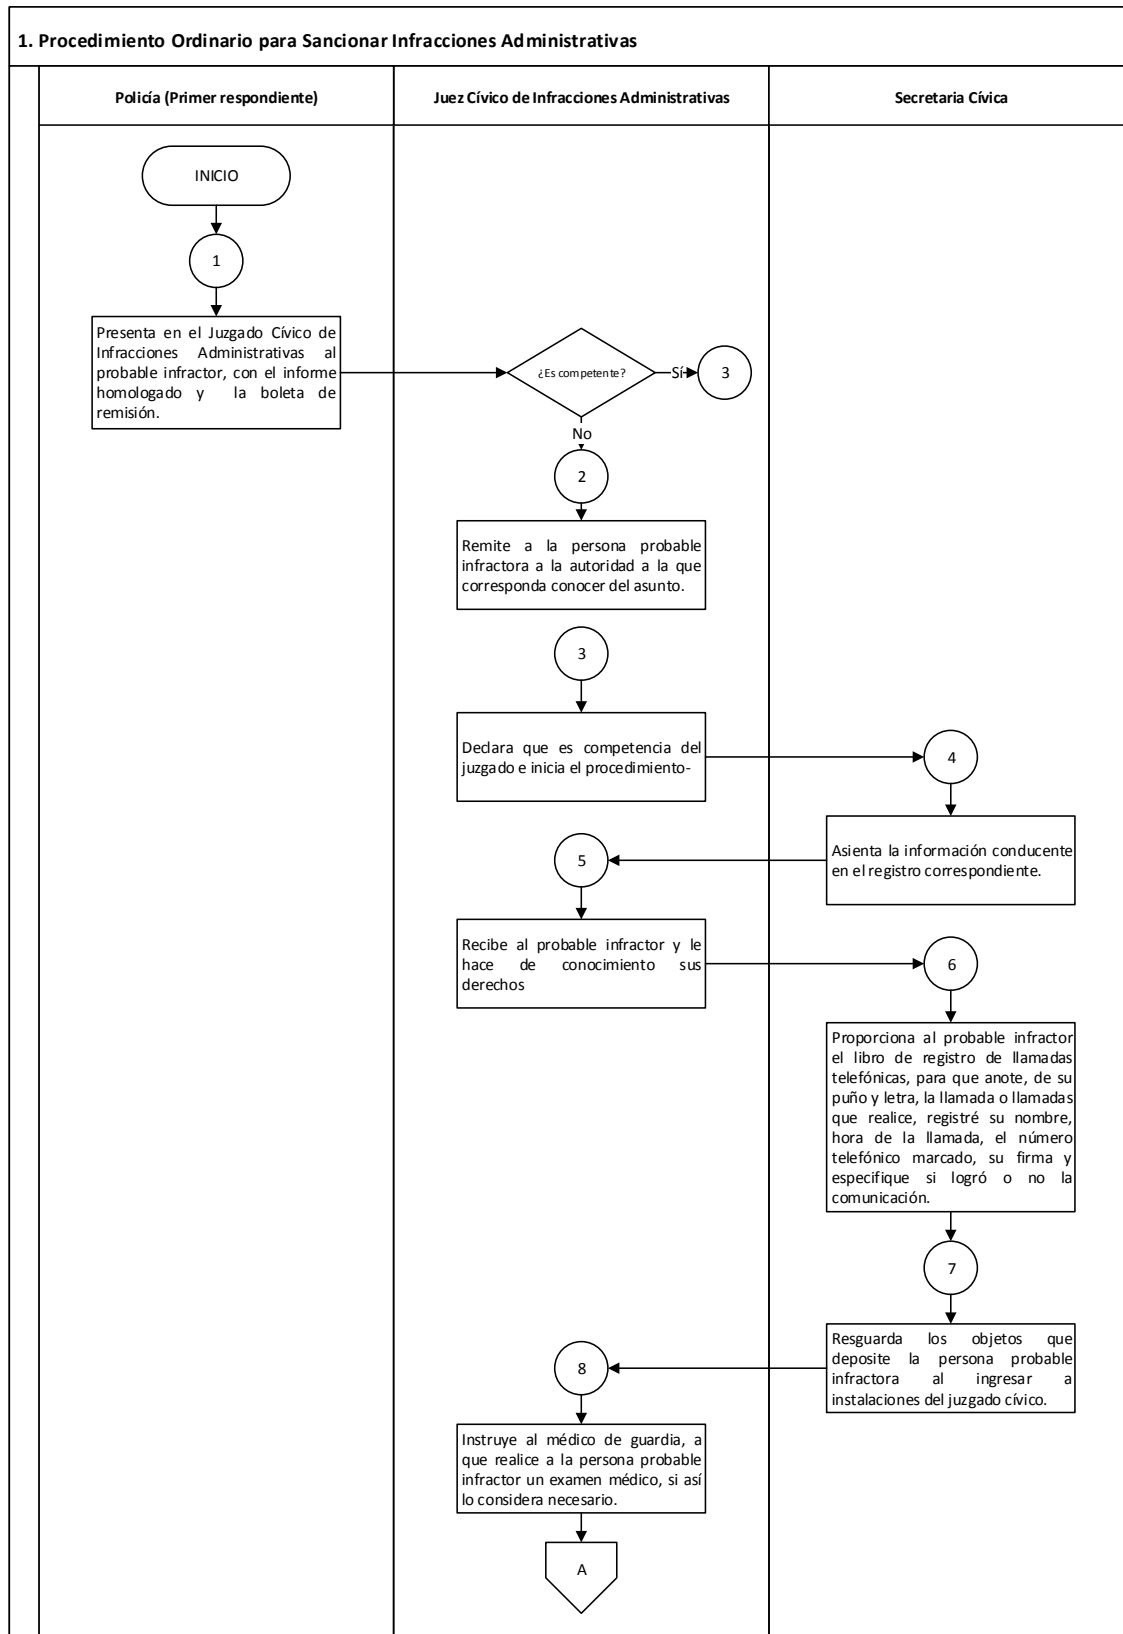 1. Procedimiento Ordinario para Sancionar Infracciones Administrativas
Policía (Primer respondiente)
Juez Cívico de Infracciones Administrativas
Secretaria Cívica
INICIO
1
Presenta en el Juzgado Cívico de
Infracciones Administrativas al
probable infractor, con el informe
homologado y la boleta de
remisión.
¿Es competente?
Sí
3
No
2
Remite a la persona probable
infractora a la autoridad a la que
corresponda conocer del asunto.
3
Declara que es competencia del
juzgado e inicia el procedimiento-
4
Asienta la información conducente
en el registro correspondiente.
5
Recibe al probable infractor y le
hace de conocimiento sus
derechos
6
Proporciona al probable infractor
el libro de registro de llamadas
telefónicas, para que anote, de su
puño y letra, la llamada o llamadas
que realice, registré su nombre,
hora de la llamada, el número
telefónico marcado, su firma y
especifique si logró o no la
comunicación.
7
Resguarda los objetos que
deposite la persona probable
infractora al ingresar a
instalaciones del juzgado cívico.
8
Instruye al médico de guardia, a
que realice a la persona probable
infractor un examen médico, si así
lo considera necesario.
A